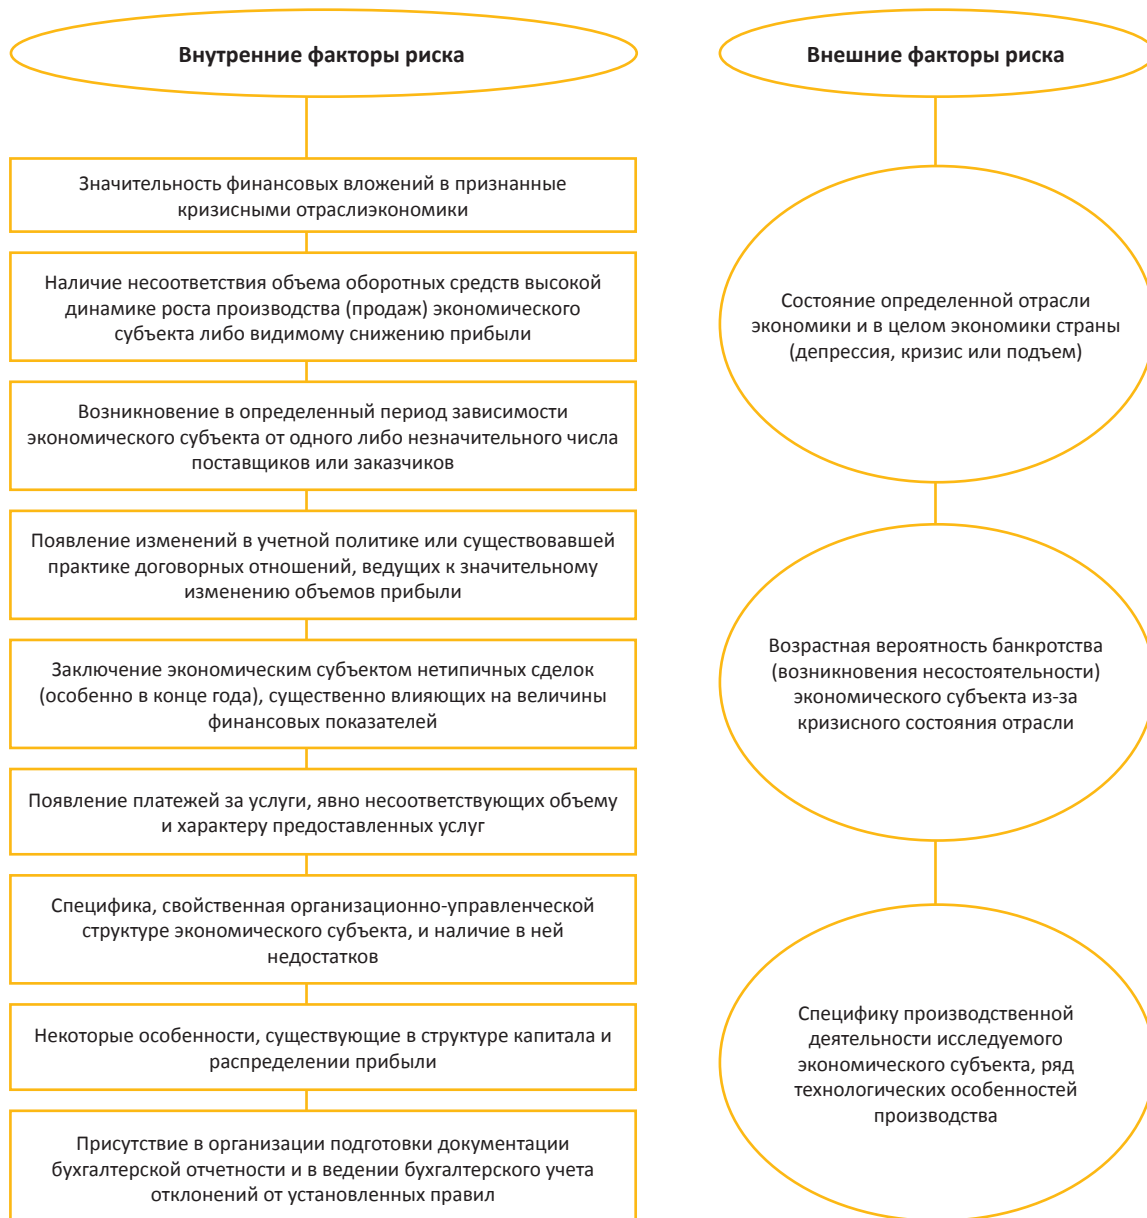 Внутренние факторы риска
Значительность финансовых вложений в признанные
кризисными отраслиэкономики
Наличие несоответствия объема оборотных средств высокой
динамике роста производства (продаж) экономического
субъекта либо видимому снижению прибыли
Возникновение в определенный период зависимости
экономического субъекта от одного либо незначительного числа
поставщиков или заказчиков
Появление изменений в учетной политике или существовавшей
практике договорных отношений, ведущих к значительному
изменению объемов прибыли
Заключение экономическим субъектом нетипичных сделок
(особенно в конце года), существенно влияющих на величины
финансовых показателей
Появление платежей за услуги, явно несоответствующих объему
и характеру предоставленных услуг
Специфика, свойственная организационно-управленческой
структуре экономического субъекта, и наличие в ней
недостатков
Некоторые особенности, существующие в структуре капитала и
распределении прибыли
Присутствие в организации подготовки документации
бухгалтерской отчетности и в ведении бухгалтерского учета
отклонений от установленных правил
Внешние факторы риска
Состояние определенной отрасли
экономики и в целом экономики страны
(депрессия, кризис или подъем)
Возрастная вероятность банкротства
(возникновения несостоятельности)
экономического субъекта из-за
кризисного состояния отрасли
Специфику производственной
деятельности исследуемого
экономического субъекта, ряд
технологических особенностей
производства